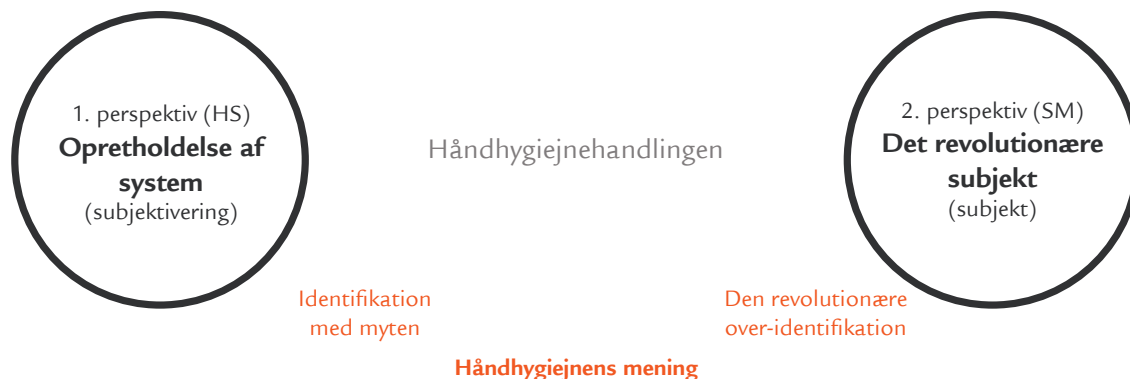 1. perspektiv (HS)
Opretholdelse af
system
(subjektivering)
Håndhygiejnehandlingen
2. perspektiv (SM)
Det revolutionære
subjekt
(subjekt)
Identifikation
med myten
Den revolutionære
over-identifikation
Håndhygiejnens mening